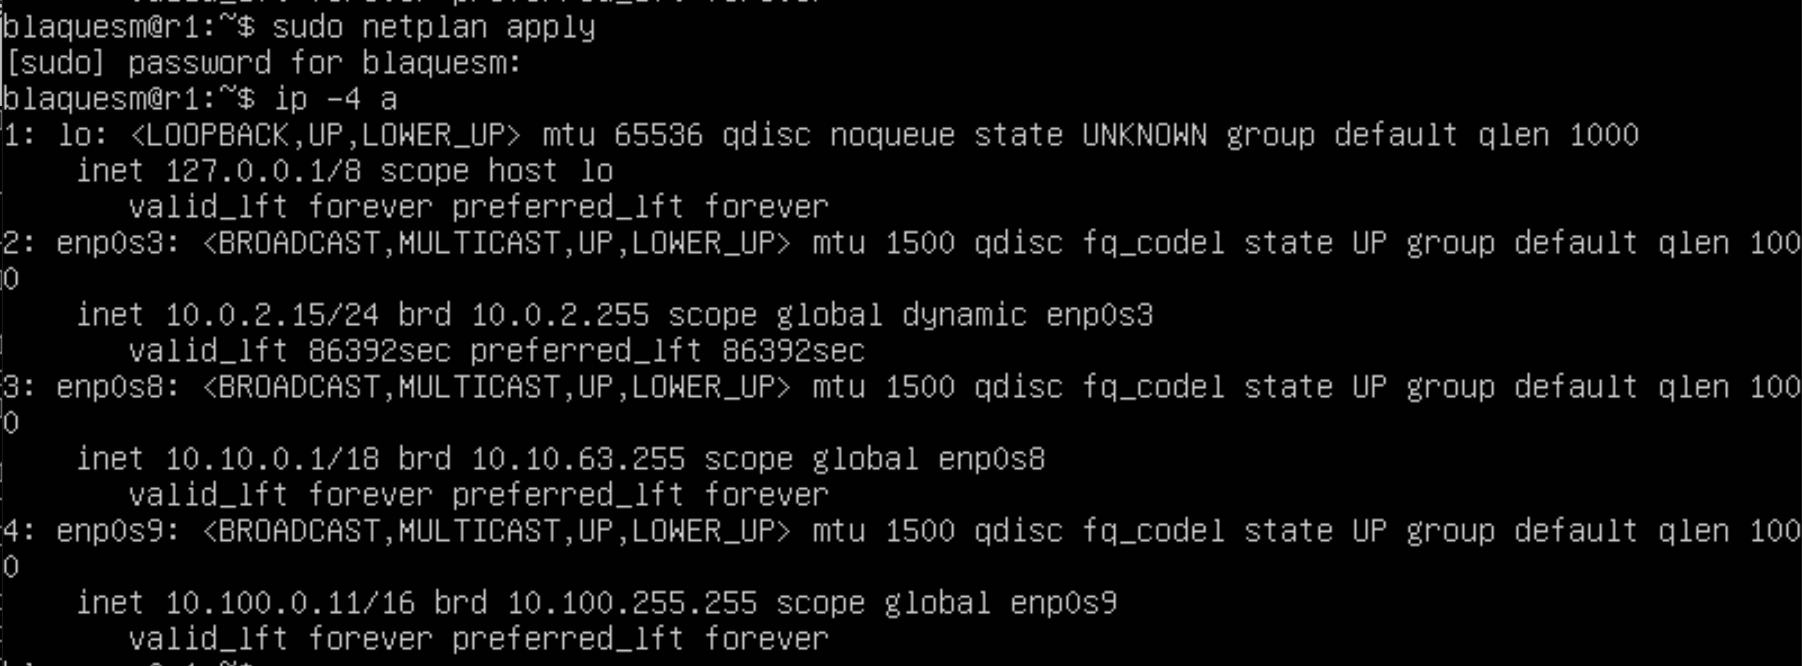 blaquesm@r1:~$ sudo netplan apply
[sudo] password for blaquesm:
blaquesm@r1:~$ ip -4 a
1: lo: <LOOPBACK,UP,LOWER_UP> mtu 65536 qdisc noqueue state UNKNOWN group default qlen 1000
    inet 127.0.0.1/8 scope host lo
       valid_lft forever preferred_lft forever
2: enp0s3: <BROADCAST,MULTICAST,UP,LOWER_UP> mtu 1500 qdisc fq_codel state UP group default qlen 100
0
    inet 10.0.2.15/24 brd 10.0.2.255 scope global dynamic enp0s3
       valid_lft 86392sec preferred_lft 86392sec
3: enp0s8: <BROADCAST,MULTICAST,UP,LOWER_UP> mtu 1500 qdisc fq_codel state UP group default qlen 100
0
    inet 10.10.0.1/18 brd 10.10.63.255 scope global enp0s8
       valid_lft forever preferred_lft forever
4: enp0s9: <BROADCAST,MULTICAST,UP,LOWER_UP> mtu 1500 qdisc fq_codel state UP group default qlen 100
0
    inet 10.100.0.11/16 brd 10.100.255.255 scope global enp0s9
       valid_lft forever preferred_lft forever